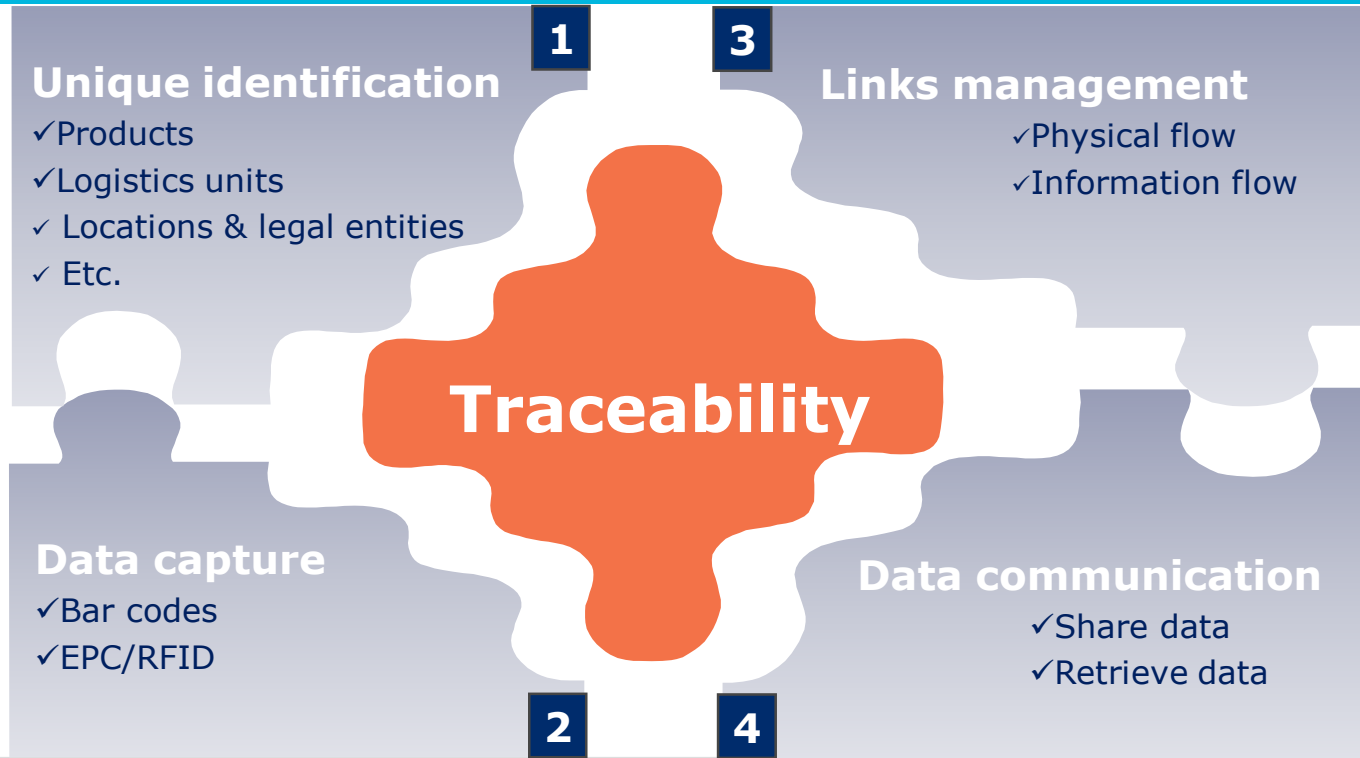 1
Unique identification
✓Products
✓Logistics units
✓ Locations & legal entities
✓ Etc.
2
Data capture
✓Bar codes
✓EPC/RFID
3
Links management
✓Physical flow
✓Information flow
4
Data communication
✓Share data
✓Retrieve data
Traceability